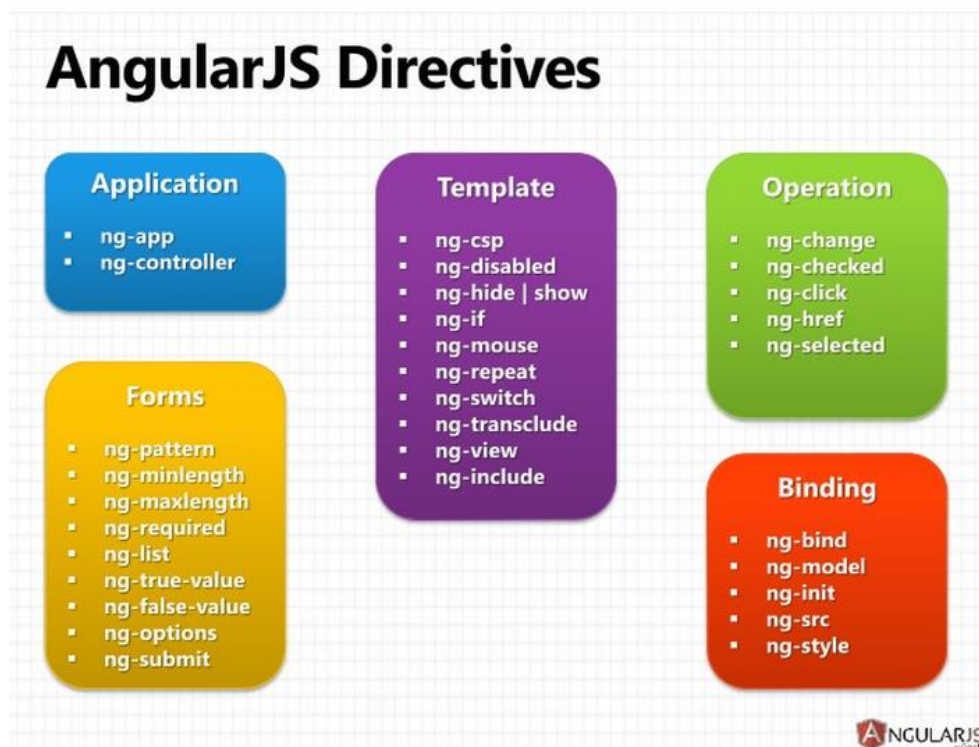 AngularJS Directives
Application
▪ ng-app
▪ ng-controller
Forms
▪ ng-pattern
▪ ng-minlength
▪ ng-maxlength
▪ ng-required
▪ ng-list
▪ ng-true-value
▪ ng-false-value
▪ ng-options
▪ ng-submit
Template
▪ ng-csp
▪ ng-disabled
▪ ng-hide | show
▪ ng-if
▪ ng-mouse
▪ ng-repeat
▪ ng-switch
▪ ng-transclude
▪ ng-view
▪ ng-include
Operation
▪ ng-change
▪ ng-checked
▪ ng-click
▪ ng-href
▪ ng-selected
Binding
▪ ng-bind
▪ ng-model
▪ ng-init
▪ ng-src
▪ ng-style
ANGULARJS